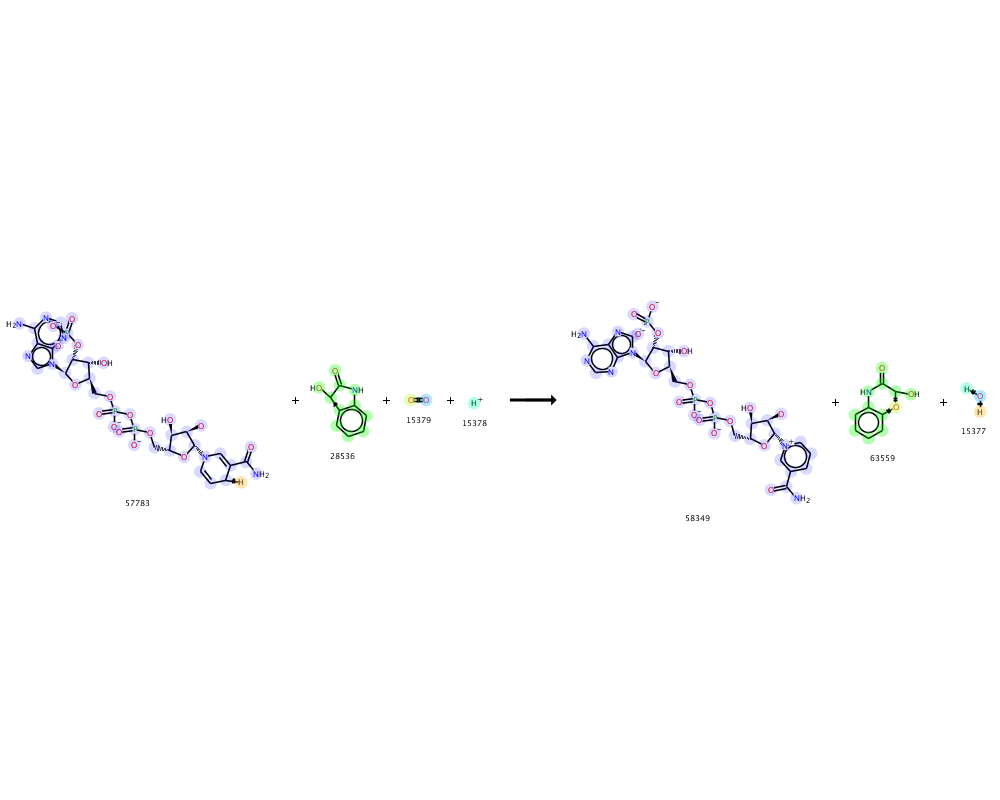 H₂N N O⁻ P O
N N O
N N OH
O
O
O P O
O⁻ O
O P O HO O
O⁻ O N O
NH₂
H
57783
+
O
HO NH
28536
+
O O
15379
+
H⁺
15378
O⁻
O P
H₂N N O⁻ O
N N OH
N O
O
O P O
O⁻ O
O P O HO O
O⁻ O N⁺
O NH₂
58349
+
O
HN OH
O
63559
+
H O
H
15377